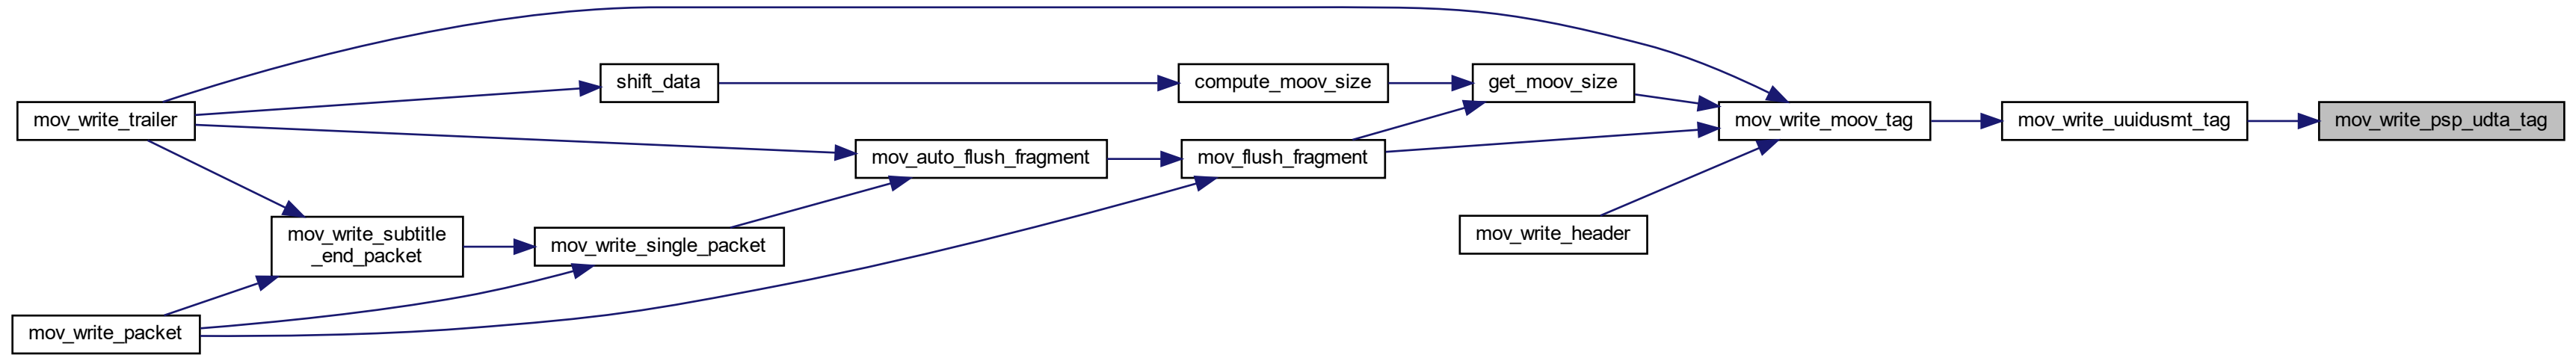 shift_data
compute_moov_size
get_moov_size
mov_write_trailer
mov_write_moov_tag
mov_write_uuidusmt_tag
mov_write_psp_udta_tag
mov_auto_flush_fragment
mov_flush_fragment
mov_write_subtitle
_end_packet
mov_write_single_packet
mov_write_header
mov_write_packet